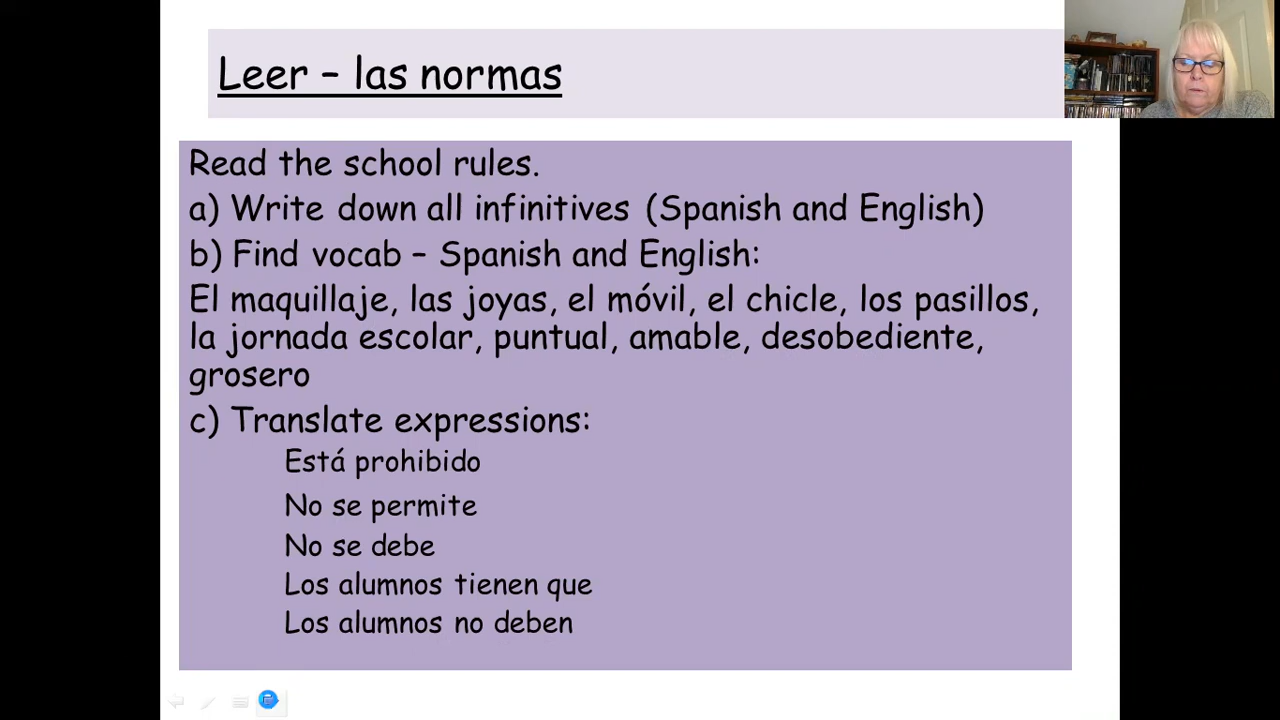 Leer – las normas
Read the school rules.
a) Write down all infinitives (Spanish and English)
b) Find vocab – Spanish and English:
El maquillaje, las joyas, el móvil, el chicle, los pasillos,
la jornada escolar, puntual, amable, desobediente,
grosero
c) Translate expressions:
Está prohibido
No se permite
No se debe
Los alumnos tienen que
Los alumnos no deben